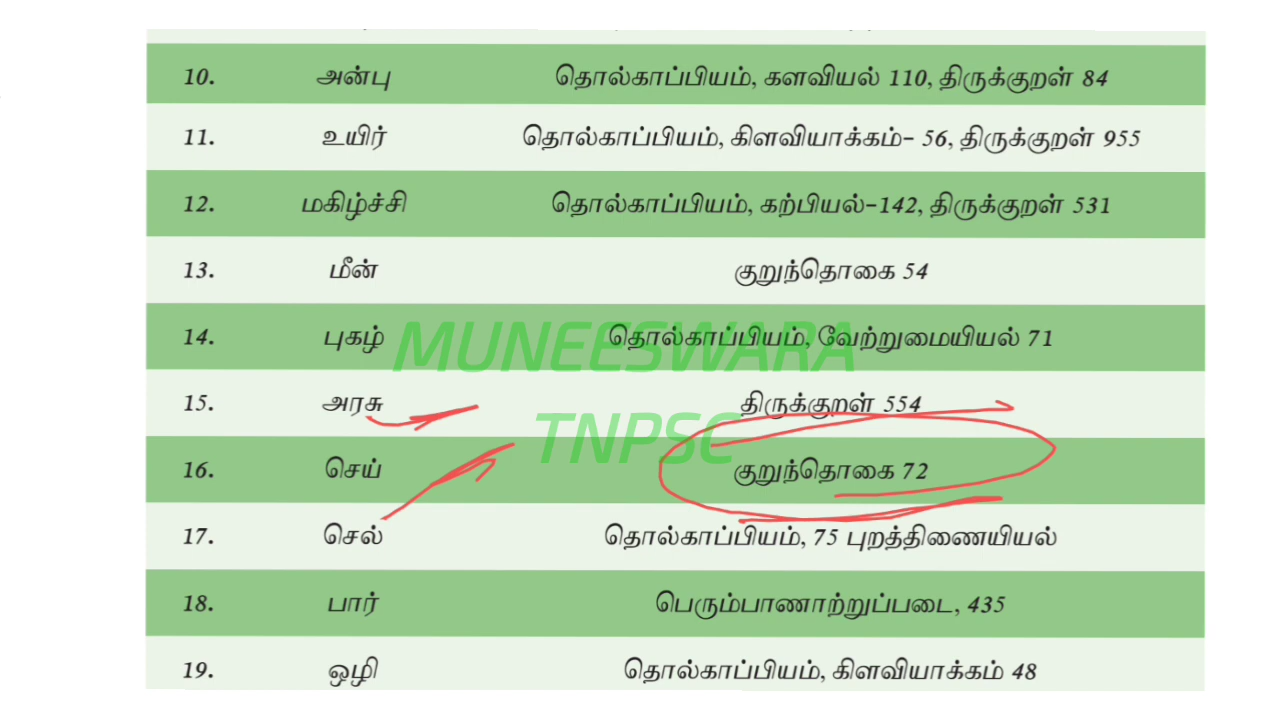 10. அன்பு தொல்காப்பியம், களவியல் 110, திருக்குறள் 84
11. உயிர் தொல்காப்பியம், கிளவியாக்கம்- 56, திருக்குறள் 955
12. மகிழ்ச்சி தொல்காப்பியம், கற்பியல்-142, திருக்குறள் 531
13. மீன் குறுந்தொகை 54
14. புகழ் தொல்காப்பியம், வேற்றுமையியல் 71
MUNEESWARA
15. அரசு திருக்குறள் 554
TNPSC
16. செய் குறுந்தொகை 72
17. செல் தொல்காப்பியம், 75 புறத்திணையியல்
18. பார் பெரும்பாணாற்றுப்படை, 435
19. ஒழி தொல்காப்பியம், கிளவியாக்கம் 48